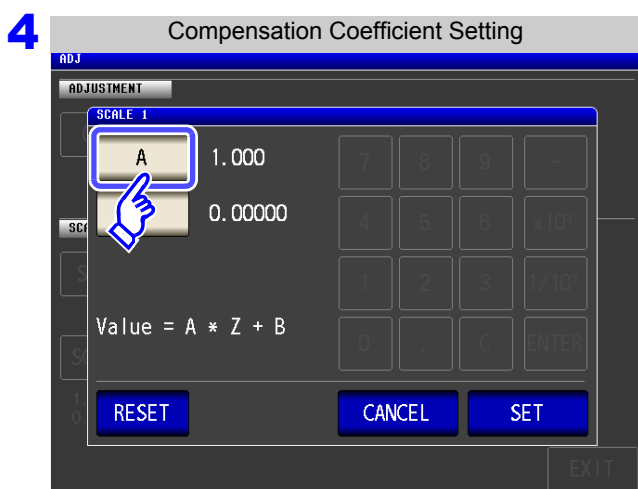 4
Compensation Coefficient Setting
ADJ
ADJUSTMENT
SCALE 1
A 1.000 7 8 9 -
0.00000 4 5 6 x10³
1 2 3 1/10³
Value = A * Z + B
0 . C ENTER
RESET CANCEL SET
EXIT